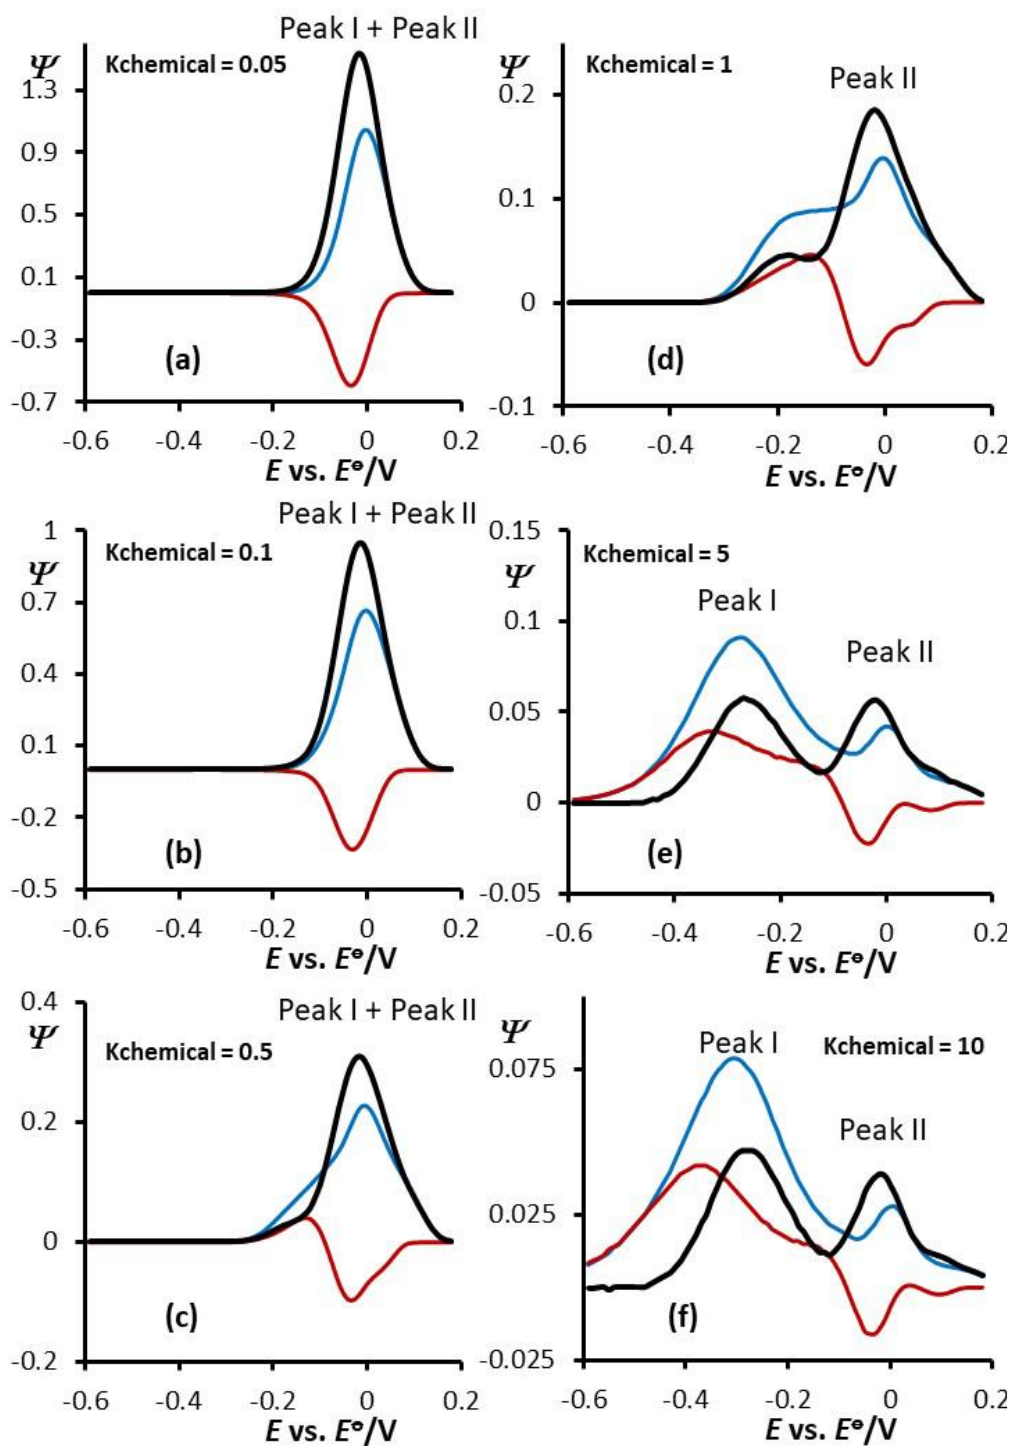 Peak I + Peak II
Ψ
Kchemical = 0.05
1.3
0.9
0.5
0.1
-0.3
-0.7
(a)
-0.6 -0.4 -0.2 0 0.2
E vs. E°/V
Ψ
Kchemical = 1
Peak II
0.2
0.1
0
-0.1
(d)
-0.6 -0.4 -0.2 0 0.2
E vs. E°/V
Peak I + Peak II
1
Kchemical = 0.1
Ψ
0.7
0.4
0.1
-0.2
-0.5
(b)
-0.6 -0.4 -0.2 0 0.2
E vs. E°/V
0.15
Kchemical = 5
Ψ
Peak I
0.1
Peak II
0.05
0
-0.05
(e)
-0.6 -0.4 -0.2 0 0.2
E vs. E°/V
0.4
Peak I + Peak II
Ψ
Kchemical = 0.5
0.2
0
-0.2
(c)
-0.6 -0.4 -0.2 0 0.2
E vs. E°/V
Ψ
Peak I
Kchemical = 10
0.075
Peak II
0.025
-0.025
(f)
-0.6 -0.4 -0.2 0 0.2
E vs. E°/V